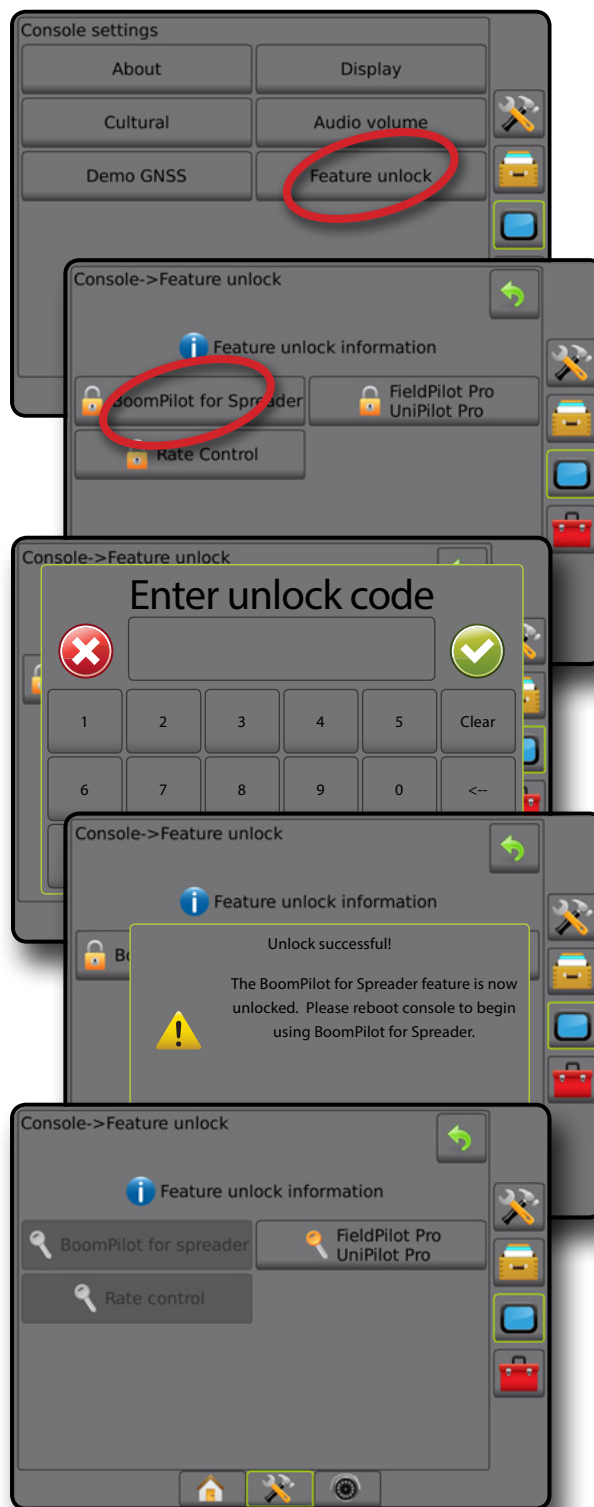 Console settings
About
Display
Cultural
Audio volume
Demo GNSS
Feature unlock
Console->Feature unlock
Feature unlock information
BoomPilot for Spreader
FieldPilot Pro
UniPilot Pro
Rate Control
Console->Feature unlock
Enter unlock code
1 2 3 4 5 Clear
6 7 8 9 0 <--
Console->Feature unlock
Feature unlock information
Bo
Unlock successful!
The BoomPilot for Spreader feature is now
unlocked.  Please reboot console to begin
using BoomPilot for Spreader.
Console->Feature unlock
Feature unlock information
BoomPilot for spreader
FieldPilot Pro
UniPilot Pro
Rate control